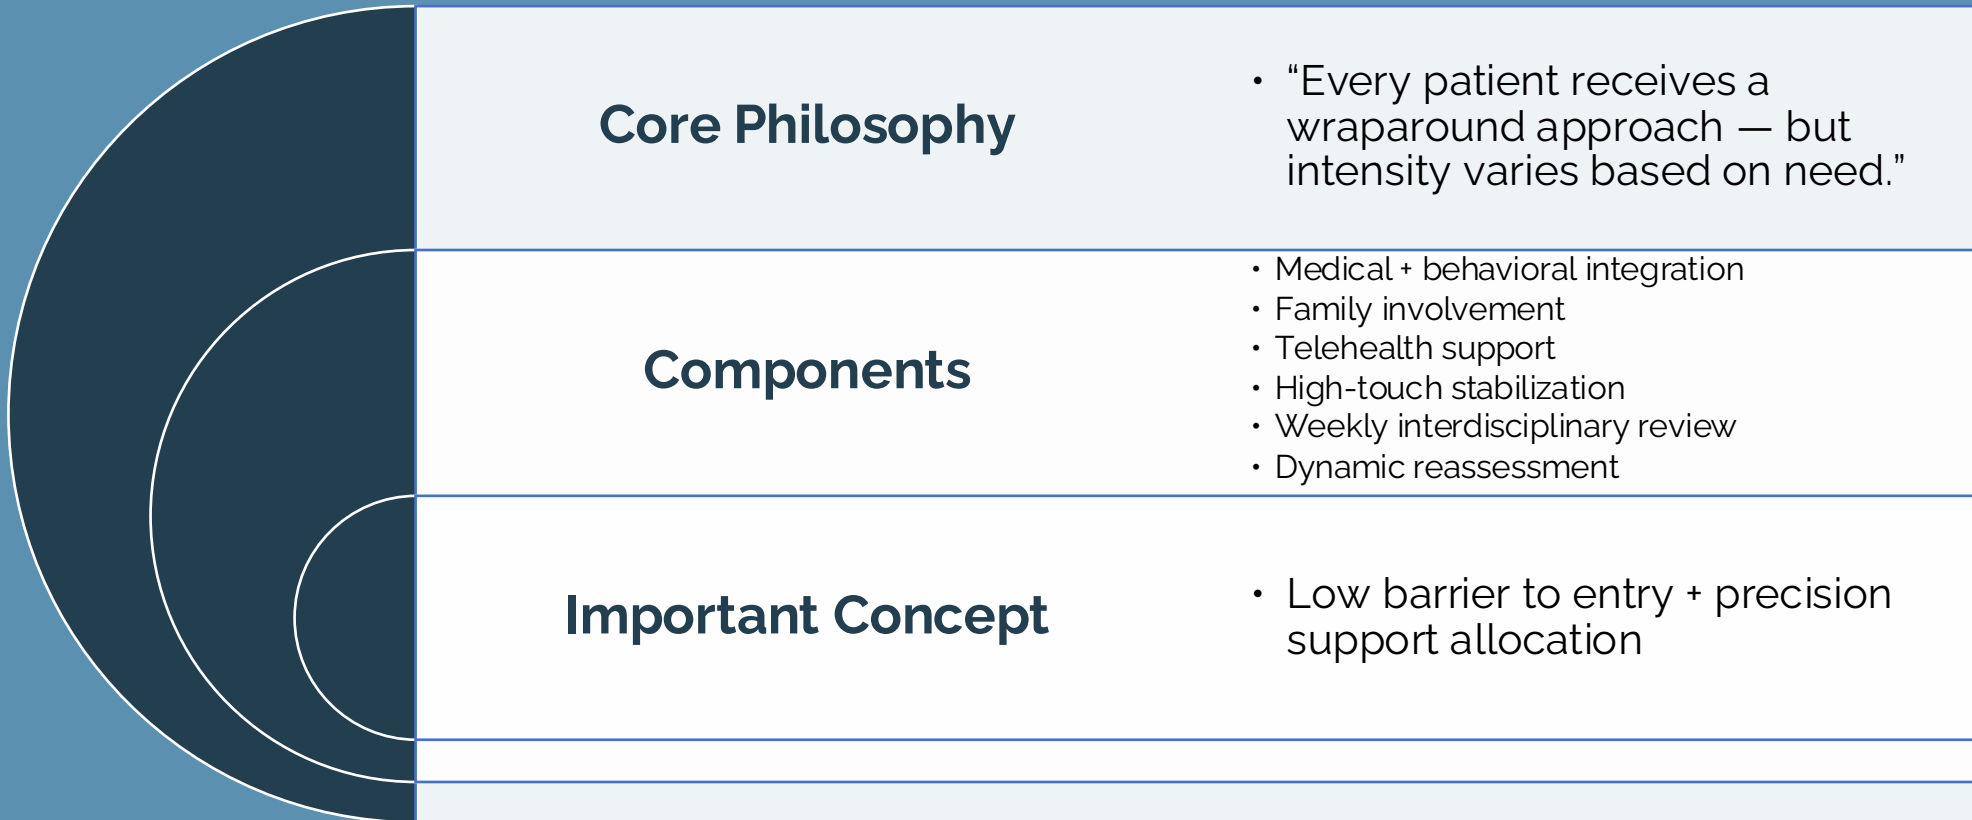 Core Philosophy
• “Every patient receives a
wraparound approach — but
intensity varies based on need.”
Components
• Medical + behavioral integration
• Family involvement
• Telehealth support
• High-touch stabilization
• Weekly interdisciplinary review
• Dynamic reassessment
Important Concept
• Low barrier to entry + precision
support allocation